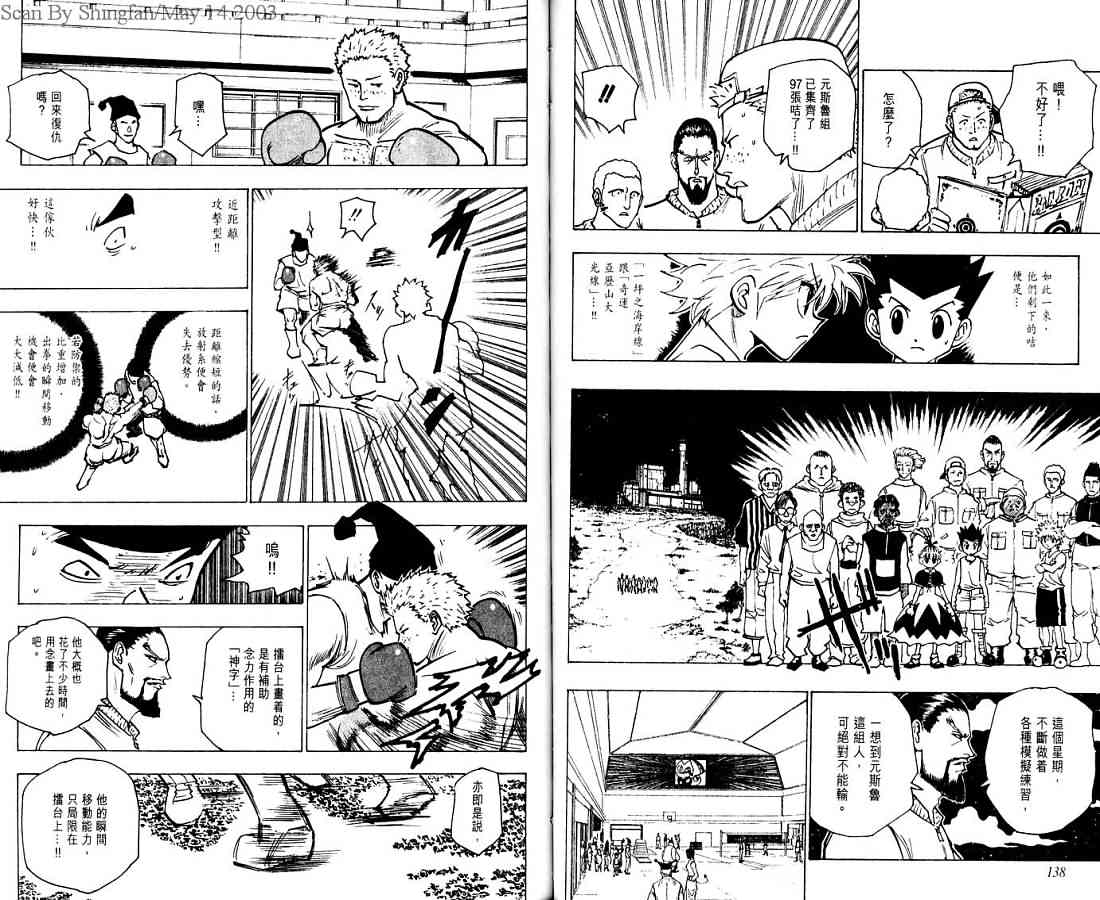 Scan By Shingfan/May 14.2003
喂！
不好了…!!
怎麼了？
元斯魯組
已集齊了
97張咭了…!!
!!
如此一來，
他們剩下的咭
便是…
「一坪之海岸線」
跟「奇運
亞歷山大
光線」…!!
這個星期，
不斷做着
各種模擬練習，
一想到元斯魯
這組人，
可絕對不能輸。
138
嘿…
回來復仇
嗎？
!!
近距離
攻擊型!!
這傢伙
好快…!!
距離縮短的話，
放射系便會
失去優勢。
若防禦的
比重增加，
出拳的瞬間移動
機會便會
大大減低!!
嗚!!
擂台上畫着的，
是有補助
念力作用的
「神字」…
他大概也
花了不少時間，
用念畫上去的
吧。
亦即是説，
他的瞬間
移動能力，
只局限在
擂台上…!!